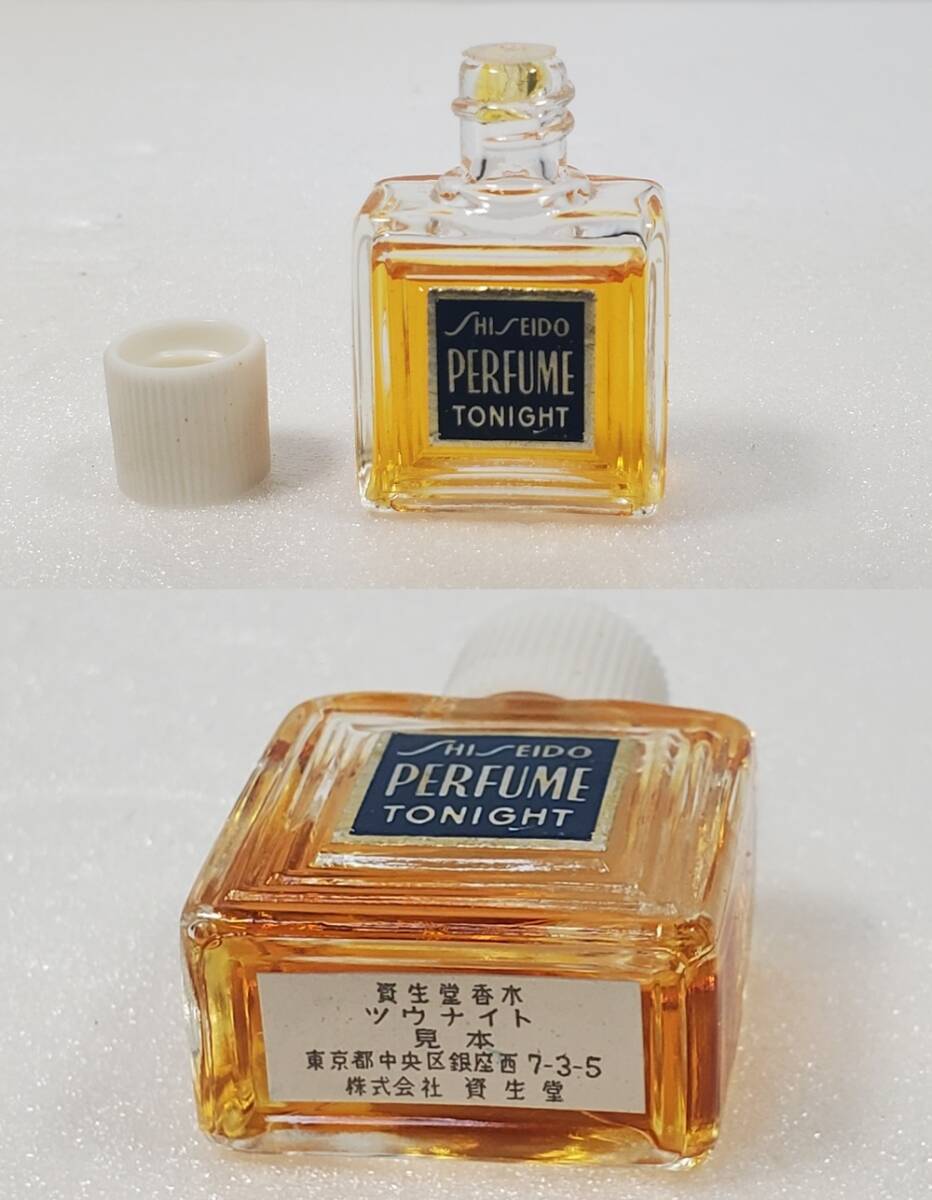 SHISEIDO
PERFUME
TONIGHT
SHISEIDO
PERFUME
TONIGHT
資生堂香水
ツウナイト
見本
東京都中央区銀座西7-3-5
株式会社 資生堂